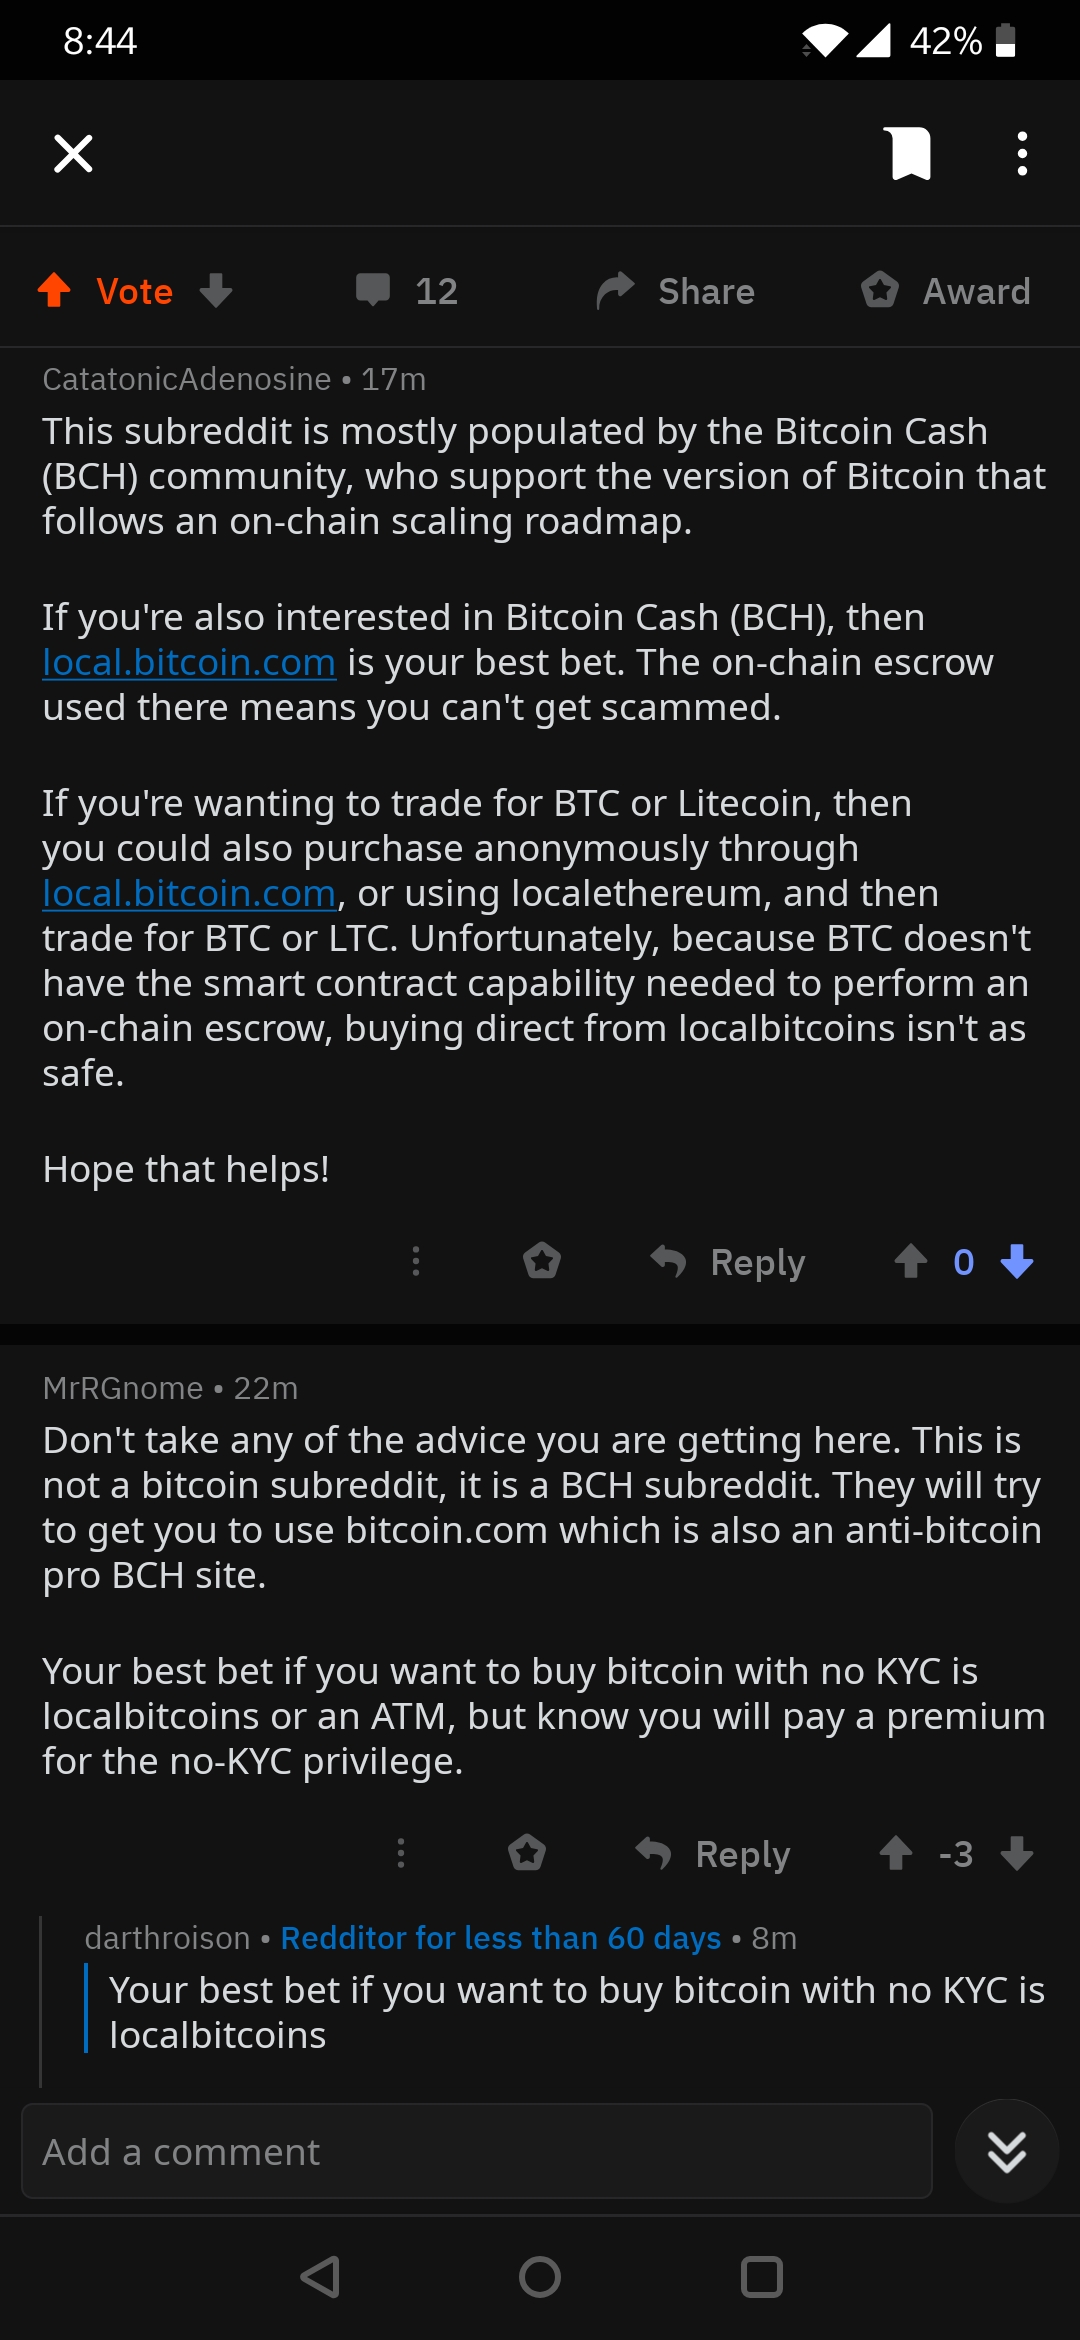 8:44
42%
Vote
12
Share
Award
CatatonicAdenosine • 17m
This subreddit is mostly populated by the Bitcoin Cash
(BCH) community, who support the version of Bitcoin that
follows an on-chain scaling roadmap.
If you're also interested in Bitcoin Cash (BCH), then
local.bitcoin.com is your best bet. The on-chain escrow
used there means you can't get scammed.
If you're wanting to trade for BTC or Litecoin, then
you could also purchase anonymously through
local.bitcoin.com, or using localethereum, and then
trade for BTC or LTC. Unfortunately, because BTC doesn't
have the smart contract capability needed to perform an
on-chain escrow, buying direct from localbitcoins isn't as
safe.
Hope that helps!
Reply
0
MrRGnome • 22m
Don't take any of the advice you are getting here. This is
not a bitcoin subreddit, it is a BCH subreddit. They will try
to get you to use bitcoin.com which is also an anti-bitcoin
pro BCH site.
Your best bet if you want to buy bitcoin with no KYC is
localbitcoins or an ATM, but know you will pay a premium
for the no-KYC privilege.
Reply
-3
darthroison • Redditor for less than 60 days • 8m
Your best bet if you want to buy bitcoin with no KYC is
localbitcoins
Add a comment